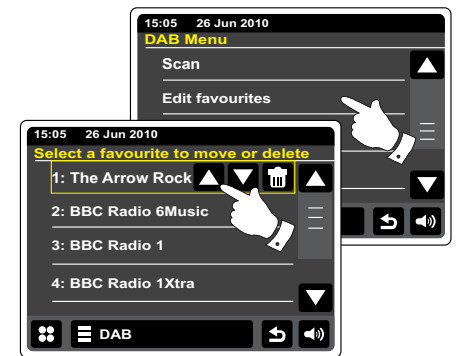 15:05 26 Jun 2010
DAB Menu
Scan
Edit favourites
15:05 26 Jun 2010
Select a favourite to move or delete
1: The Arrow Rock
2: BBC Radio 6Music
3: BBC Radio 1
4: BBC Radio 1Xtra
DAB